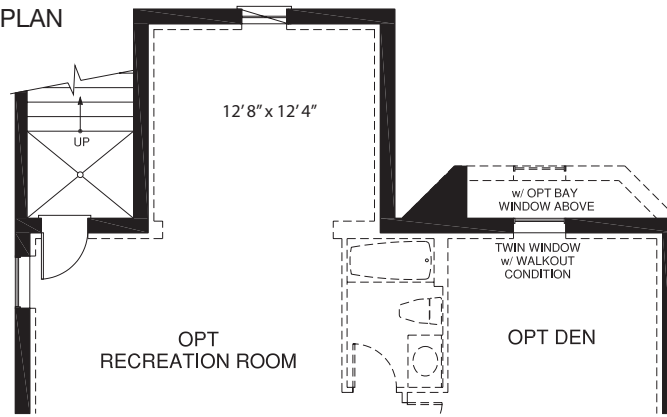 PLAN
12'8" x 12'4"
UP
w/ OPT BAY
WINDOW ABOVE
TWIN WINDOW
w/ WALKOUT
CONDITION
OPT
RECREATION ROOM
OPT DEN